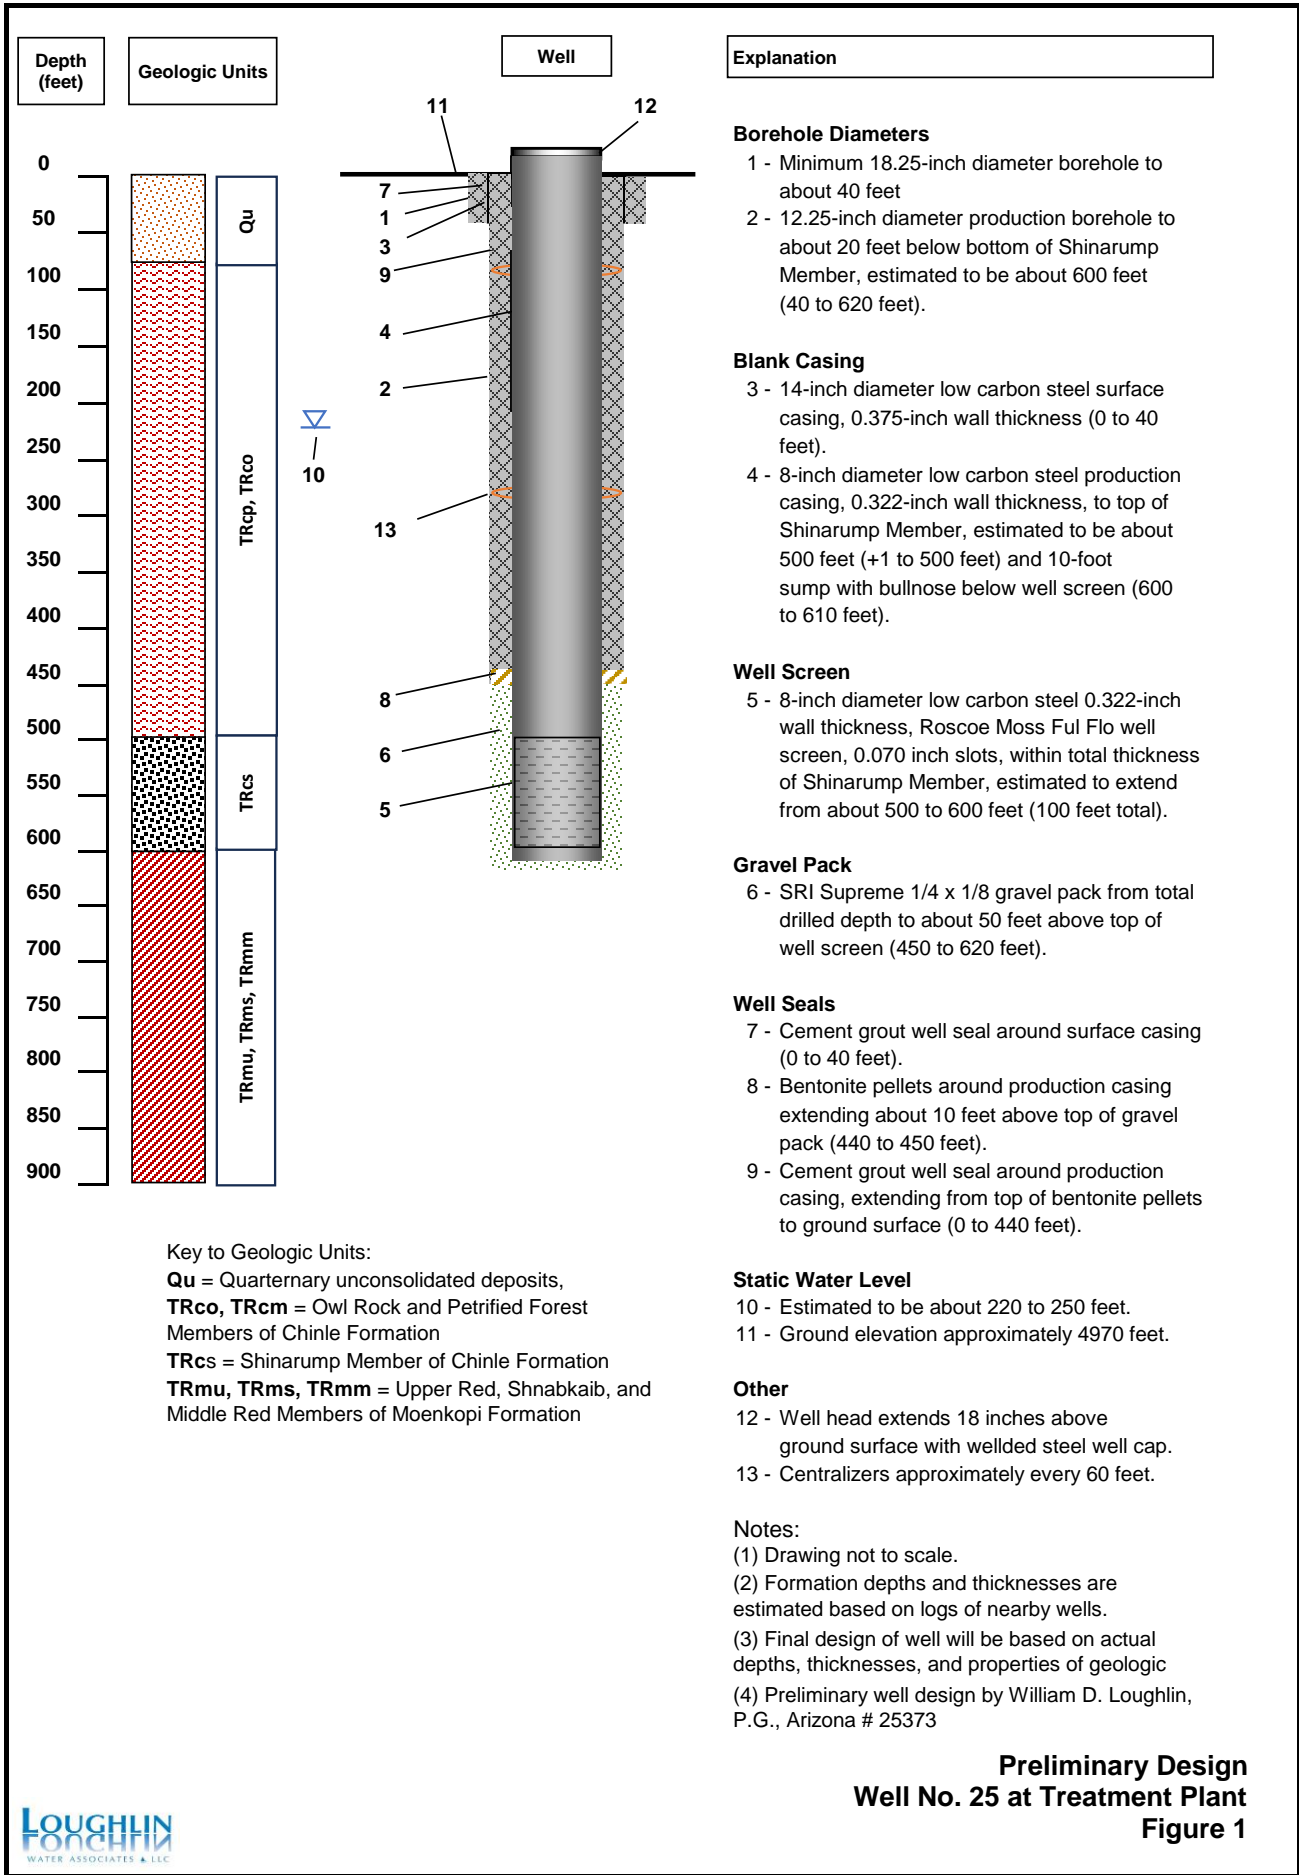 Depth
(feet)
Geologic Units
Well
Explanation
0
50
100
150
200
250
300
350
400
450
500
550
600
650
700
750
800
850
900
Qu
TRcp, TRco
TRcs
TRmu, TRms, TRmm
11
12
7
1
3
9
4
2
10
13
8
6
5
Borehole Diameters
1 - Minimum 18.25-inch diameter borehole to
about 40 feet
2 - 12.25-inch diameter production borehole to
about 20 feet below bottom of Shinarump
Member, estimated to be about 600 feet
(40 to 620 feet).
Blank Casing
3 - 14-inch diameter low carbon steel surface
casing, 0.375-inch wall thickness (0 to 40
feet).
4 - 8-inch diameter low carbon steel production
casing, 0.322-inch wall thickness, to top of
Shinarump Member, estimated to be about
500 feet (+1 to 500 feet) and 10-foot
sump with bullnose below well screen (600
to 610 feet).
Well Screen
5 - 8-inch diameter low carbon steel 0.322-inch
wall thickness, Roscoe Moss Ful Flo well
screen, 0.070 inch slots, within total thickness
of Shinarump Member, estimated to extend
from about 500 to 600 feet (100 feet total).
Gravel Pack
6 - SRI Supreme 1/4 x 1/8 gravel pack from total
drilled depth to about 50 feet above top of
well screen (450 to 620 feet).
Well Seals
7 - Cement grout well seal around surface casing
(0 to 40 feet).
8 - Bentonite pellets around production casing
extending about 10 feet above top of gravel
pack (440 to 450 feet).
9 - Cement grout well seal around production
casing, extending from top of bentonite pellets
to ground surface (0 to 440 feet).
Static Water Level
10 - Estimated to be about 220 to 250 feet.
11 - Ground elevation approximately 4970 feet.
Other
12 - Well head extends 18 inches above
ground surface with wellded steel well cap.
13 - Centralizers approximately every 60 feet.
Notes:
(1) Drawing not to scale.
(2) Formation depths and thicknesses are
estimated based on logs of nearby wells.
(3) Final design of well will be based on actual
depths, thicknesses, and properties of geologic
(4) Preliminary well design by William D. Loughlin,
P.G., Arizona # 25373
Key to Geologic Units:
Qu = Quarternary unconsolidated deposits,
TRco, TRcm = Owl Rock and Petrified Forest
Members of Chinle Formation
TRcs = Shinarump Member of Chinle Formation
TRmu, TRms, TRmm = Upper Red, Shnabkaib, and
Middle Red Members of Moenkopi Formation
Preliminary Design
Well No. 25 at Treatment Plant
Figure 1
LOUGHLIN
WATER ASSOCIATES LLC